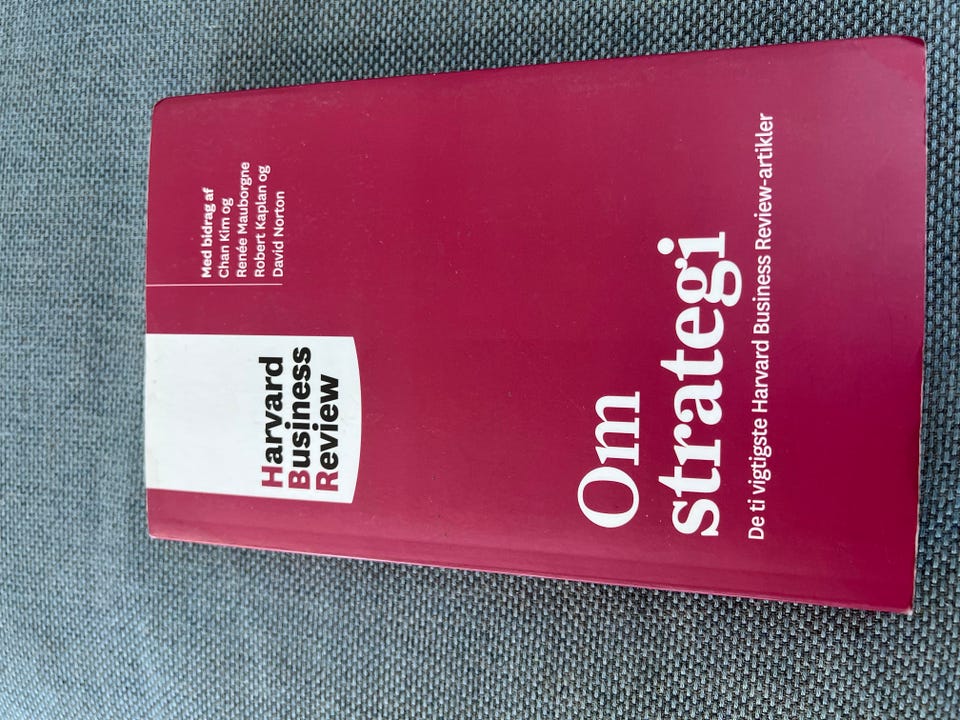 Harvard
Business
Review
Med bidrag af
Chan Kim og
Renée Mauborgne
Robert Kaplan og
David Norton
Om
strategi
De ti vigtigste Harvard Business Review-artikler